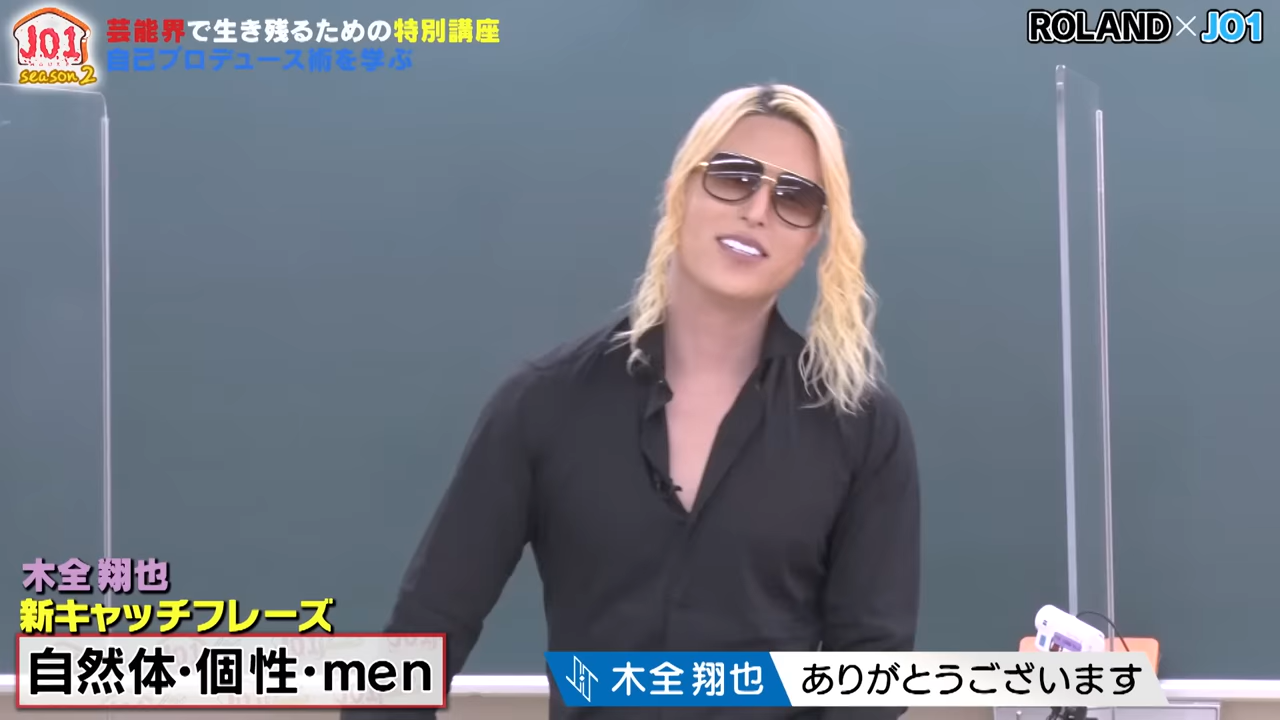 JO1
season2
芸能界で生き残るための特別講座
自己プロデュース術を学ぶ
ROLAND×JO1
木全翔也
新キャッチフレーズ
自然体・個性・men
木全翔也
ありがとうございます